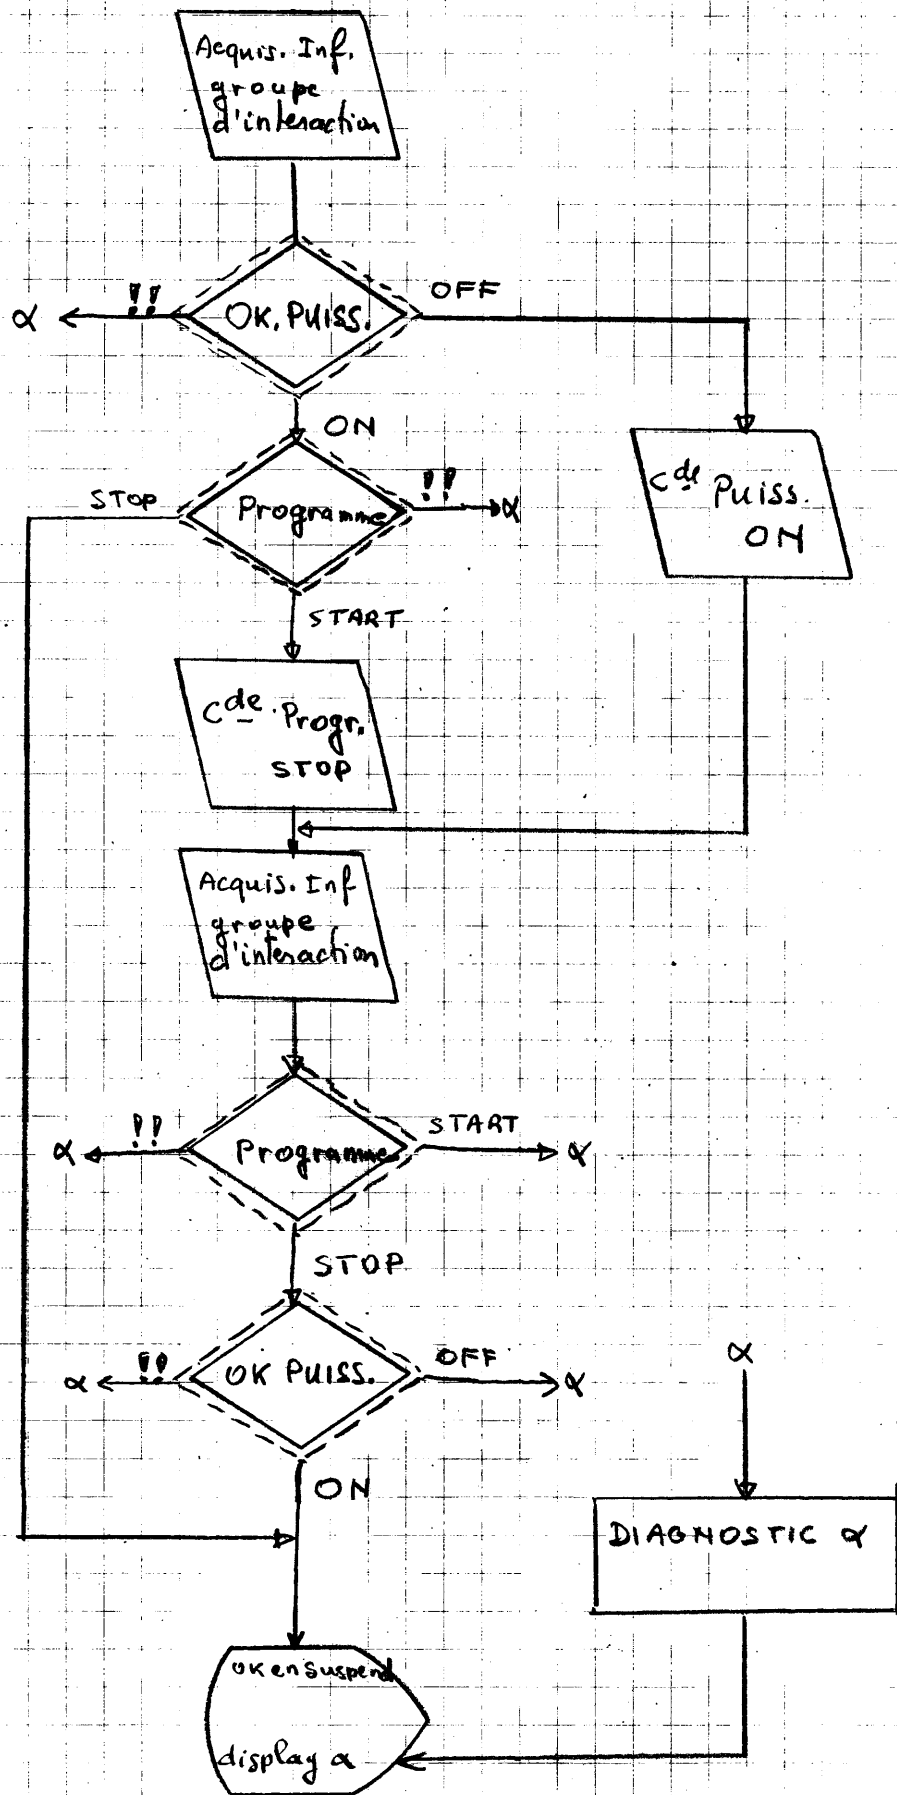 Acquis. Inf.
groupe
d'interaction
OK. PUISS.
!!
α
OFF
ON
Programme
STOP
!!
α
START
Cde Puiss.
ON
Cde. Progr.
STOP
Acquis. Inf
groupe
d'interaction
Programme
!!
α
START
α
STOP
OK PUISS.
!!
α
OFF
α
ON
α
DIAGNOSTIC α
OK en Suspend
display α